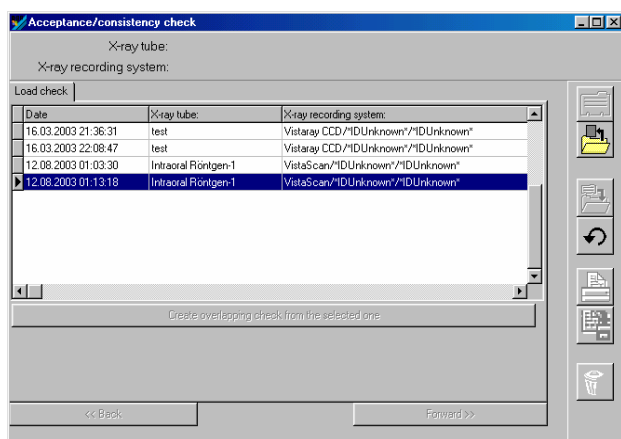 Acceptance/consistency check
X-ray tube:
X-ray recording system:
Load check
Date X-ray tube: X-ray recording system:
16.03.2003 21:36:31 test Vistaray CCD/*IDUnknown*/*IDUnknown*
16.03.2003 22:08:47 test Vistaray CCD/*IDUnknown*/*IDUnknown*
12.08.2003 01:03:30 Intraoral Röntgen-1 VistaScan/*IDUnknown*/*IDUnknown*
12.08.2003 01:13:18 Intraoral Röntgen-1 VistaScan/*IDUnknown*/*IDUnknown*
Create overlapping check from the selected one
<< Back Forward >>